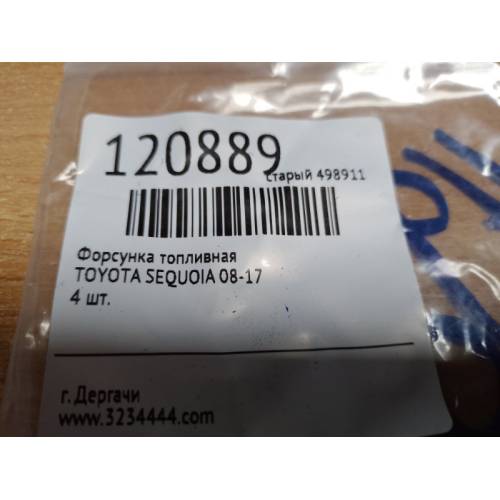 120889
старый 498911
Форсунка топливная
TOYOTA SEQUOIA 08-17
4 шт.
г. Дергачи
www.3234444.com